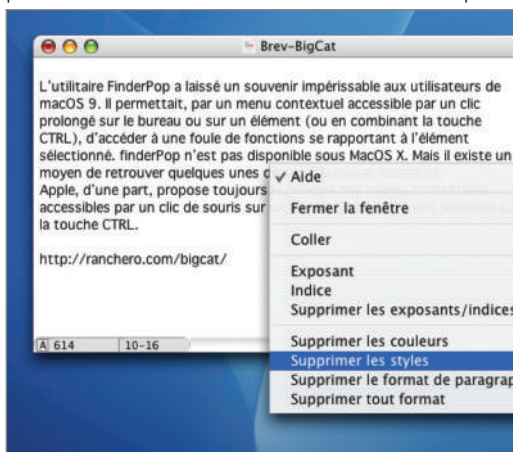 Brev-BigCat
L'utilitaire FinderPop a laissé un souvenir impérissable aux utilisateurs de
macOS 9. Il permettait, par un menu contextuel accessible par un clic
prolongé sur le bureau ou sur un élément (ou en combinant la touche
CTRL), d'accéder à une foule de fonctions se rapportant à l'élément
sélectionné. finderPop n'est pas disponible sous MacOS X. Mais il existe un
moyen de retrouver quelques unes
Apple, d'une part, propose toujours
accessibles par un clic de souris sur
la touche CTRL.
http://ranchero.com/bigcat/
A 614 10-16
✓ Aide
Fermer la fenêtre
Coller
Exposant
Indice
Supprimer les exposants/indices
Supprimer les couleurs
Supprimer les styles
Supprimer le format de paragrap
Supprimer tout format